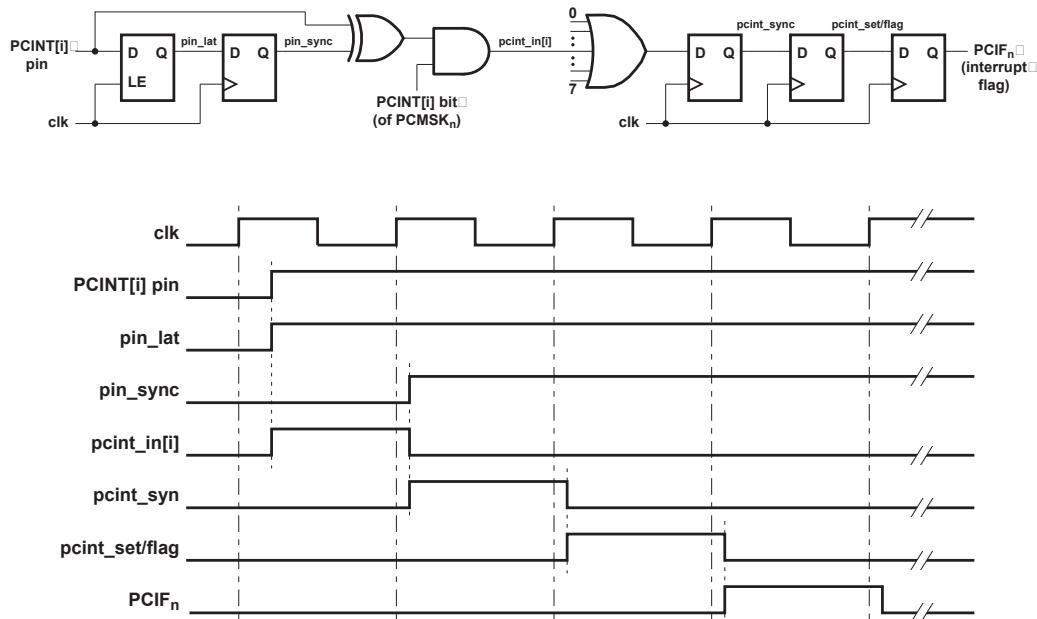 PCINT[i]□
pin
D Q
LE
pin_lat
D Q
pin_sync
clk
PCINT[i] bit□
(of PCMSKn)
pcint_in[i]
0
7
D Q
pcint_sync
D Q
pcint_set/flag
D Q
clk
PCIFn□
(interrupt□
flag)
clk
PCINT[i] pin
pin_lat
pin_sync
pcint_in[i]
pcint_syn
pcint_set/flag
PCIFn